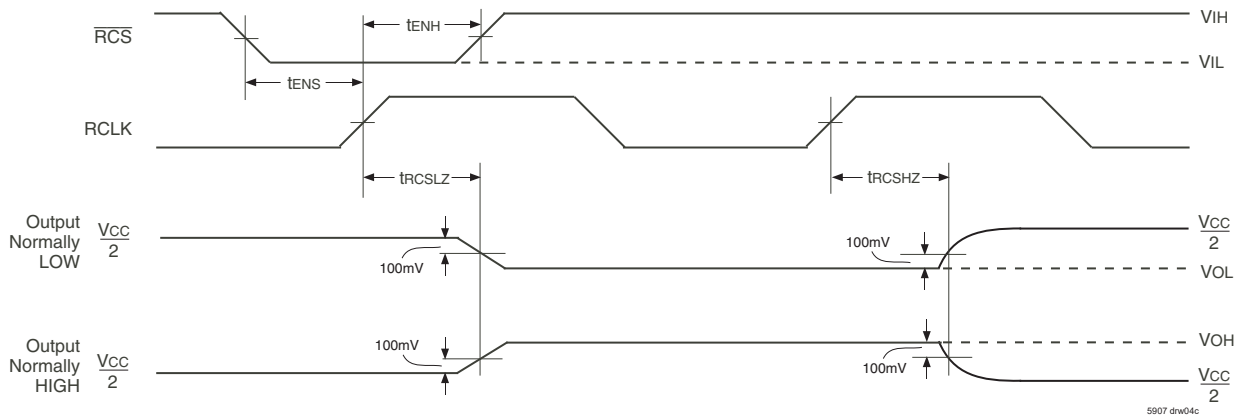 RCS
tENH
VIH
VIL
tENS
RCLK
tRCSLZ
tRCSHZ
Output
Normally
LOW
VCC
2
100mV
100mV
VCC
2
VOL
Output
Normally
HIGH
VCC
2
100mV
100mV
VOH
VCC
2
5907 drw04c